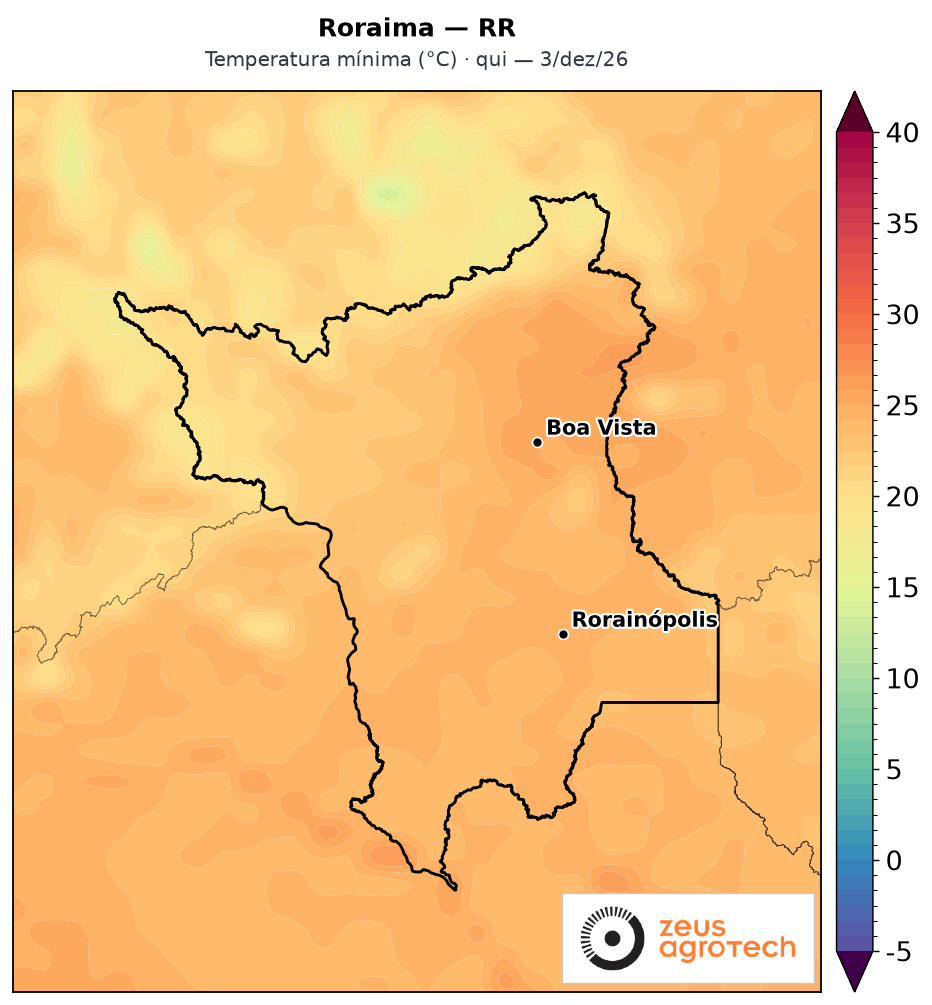 Roraima — RR
Temperatura mínima (°C) · qui — 3/dez/26
40
35
30
25
20
15
10
5
0
-5
Boa Vista
Rorainópolis
zeus
agrotech